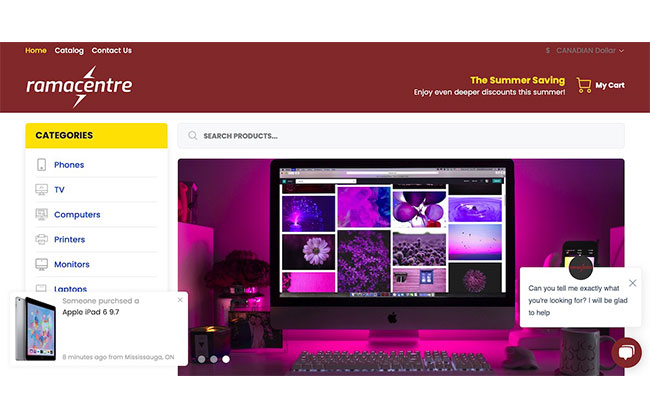 Home Catalog Contact Us
$ CANADIAN Dollar
ramacentre
The Summer Saving
Enjoy even deeper discounts this summer!
My Cart
CATEGORIES
SEARCH PRODUCTS...
Phones
TV
Computers
Printers
Monitors
Laptops
Someone purchsed a
Apple iPad 6 9.7
8 minutes ago from Mississauga, ON
Can you tell me exactly what
you're looking for? I will be glad
to help